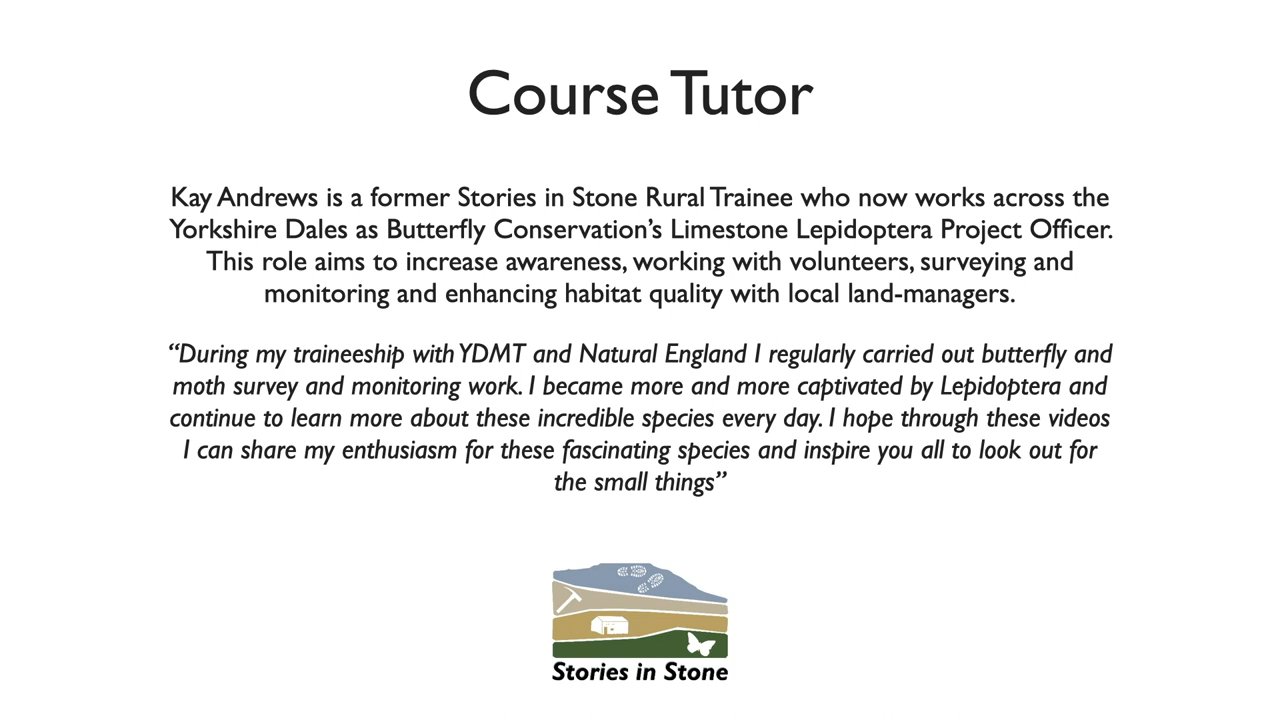 Course Tutor
Kay Andrews is a former Stories in Stone Rural Trainee who now works across the
Yorkshire Dales as Butterfly Conservation’s Limestone Lepidoptera Project Officer.
This role aims to increase awareness, working with volunteers, surveying and
monitoring and enhancing habitat quality with local land-managers.
“During my traineeship with YDMT and Natural England I regularly carried out butterfly and
moth survey and monitoring work. I became more and more captivated by Lepidoptera and
continue to learn more about these incredible species every day. I hope through these videos
I can share my enthusiasm for these fascinating species and inspire you all to look out for
the small things”
Stories in Stone